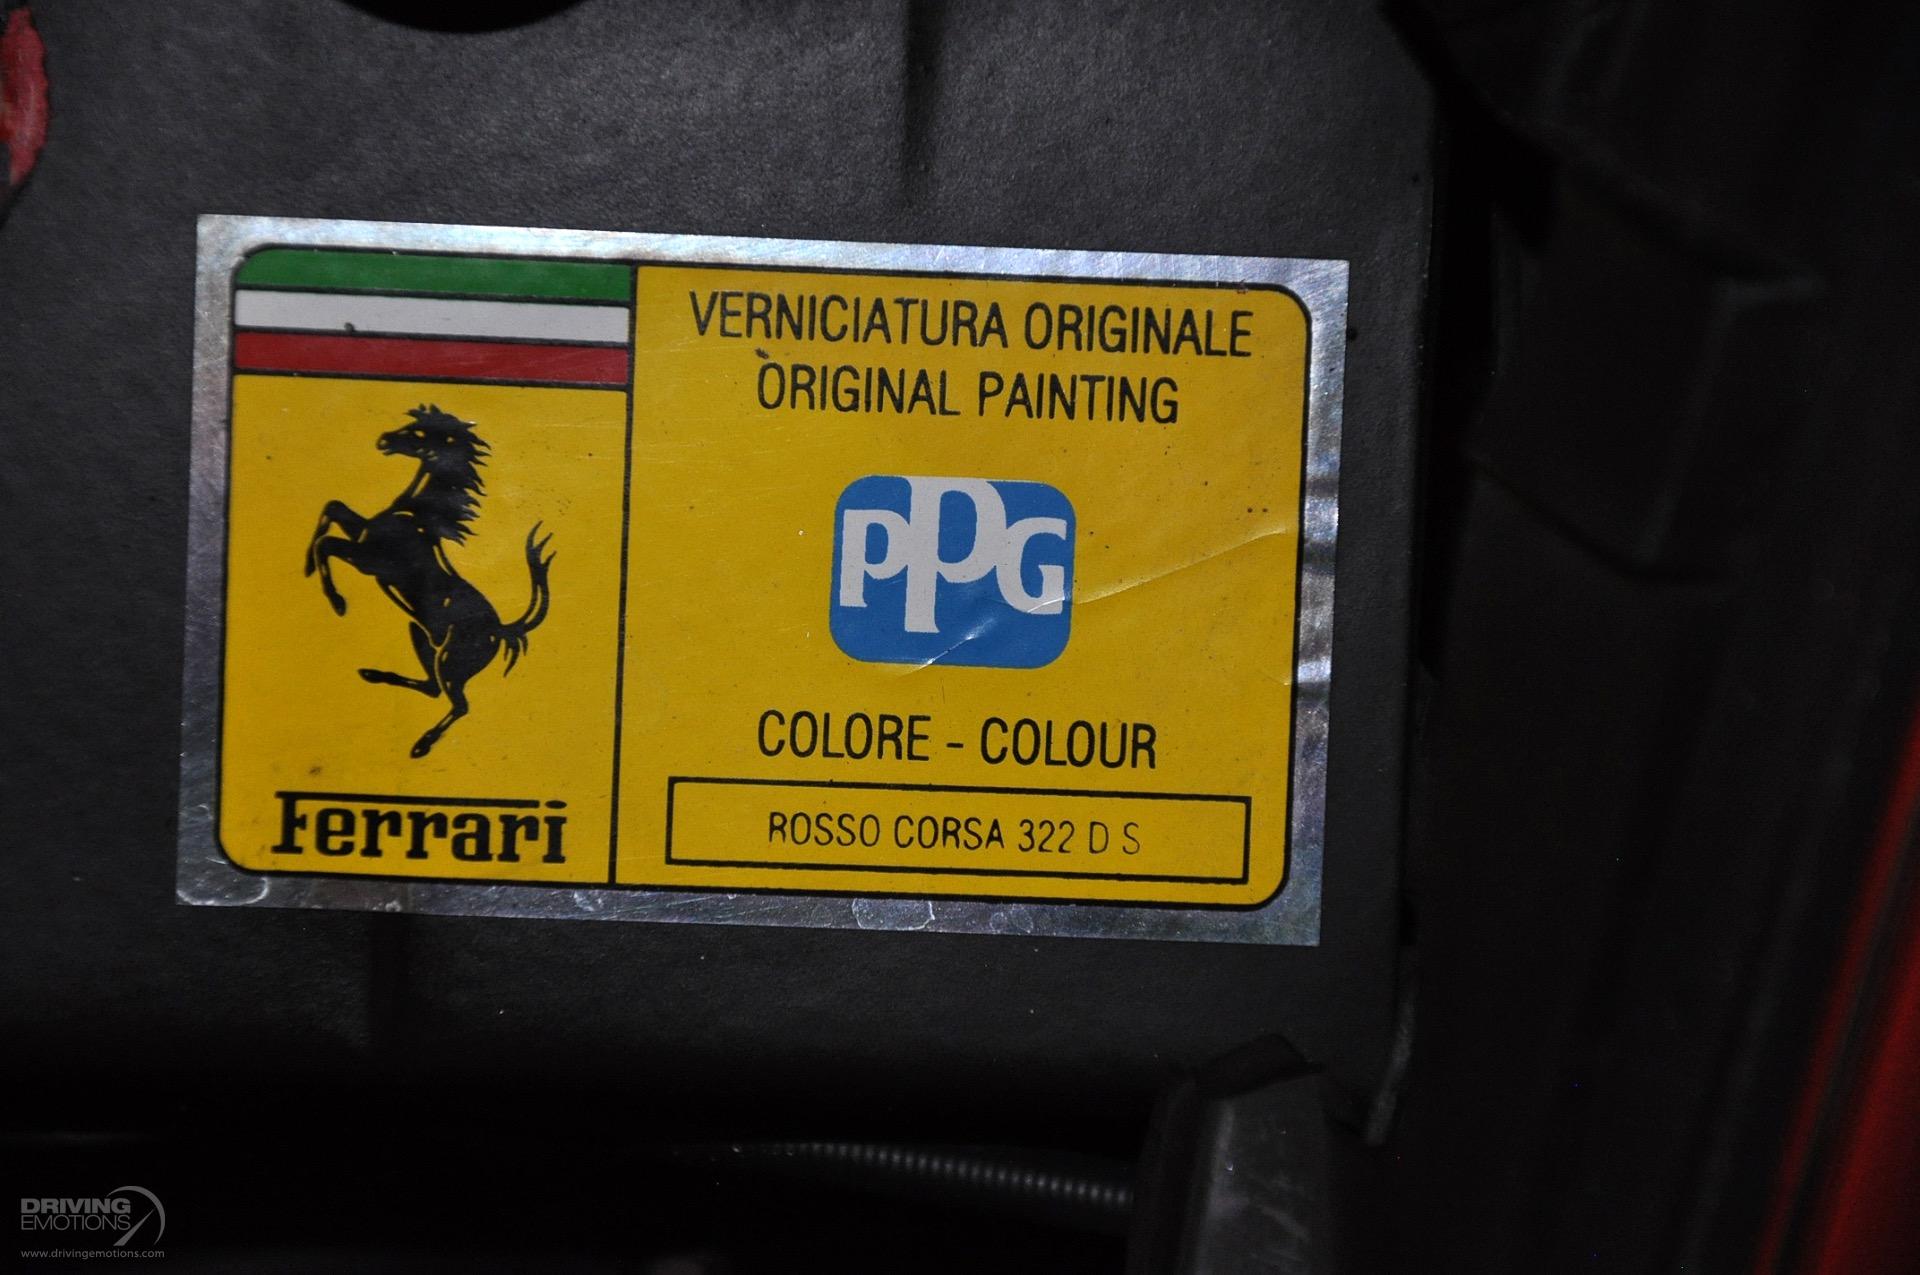 VERNICIATURA ORIGINALE
ORIGINAL PAINTING
PPG
COLORE - COLOUR
ROSSO CORSA 322 D S
Ferrari
DRIVING
EMOTIONS
www.drivingemotions.com